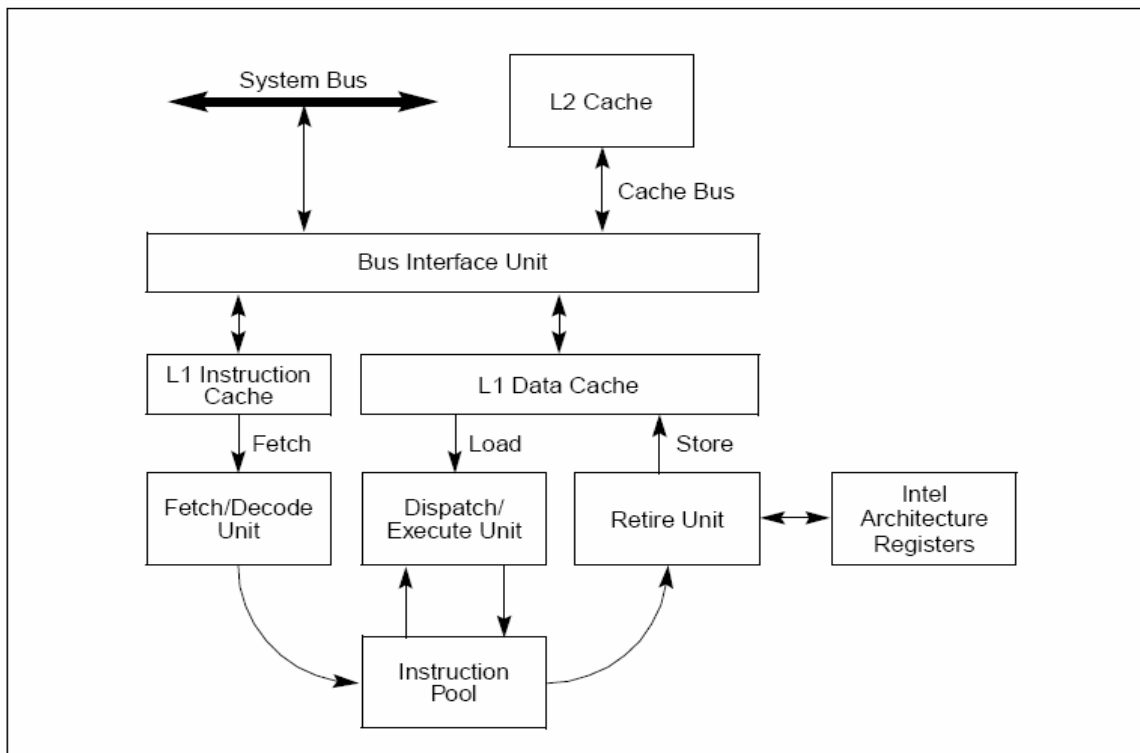 System Bus
L2 Cache
Cache Bus
Bus Interface Unit
L1 Instruction
Cache
L1 Data Cache
Fetch
Load
Store
Fetch/Decode
Unit
Dispatch/
Execute Unit
Retire Unit
Intel
Architecture
Registers
Instruction
Pool